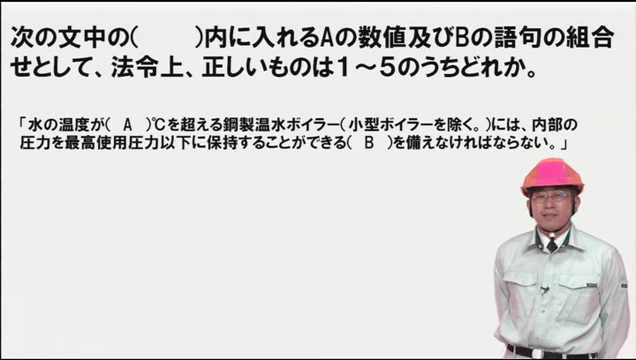 次の文中の(　　)内に入れるAの数値及びBの語句の組合
せとして、法令上、正しいものは１～５のうちどれか。
「水の温度が(　A　)℃を超える鋼製温水ボイラー(小型ボイラーを除く。)には、内部の
圧力を最高使用圧力以下に保持することができる(　B　)を備えなければならない。」